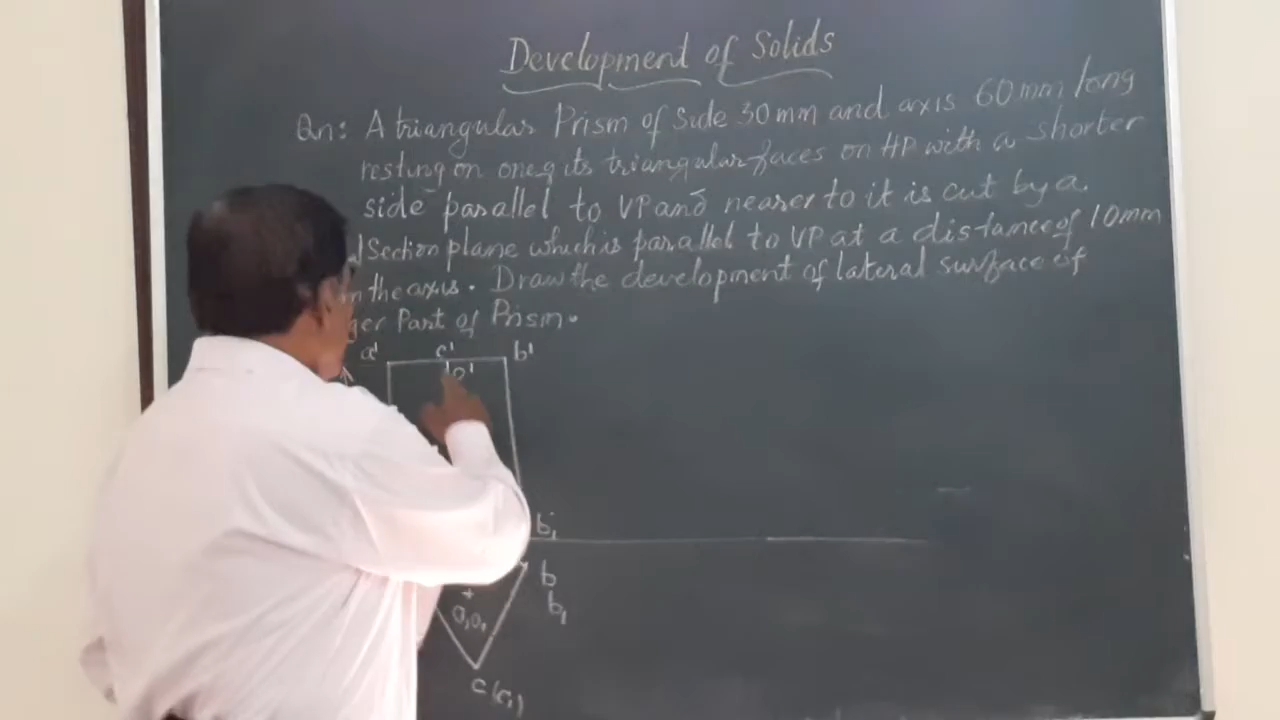 Development of Solids
Qn: A triangular Prism of Side 30mm and axis 60mm long
resting on one of its triangular faces on HP with a shorter
side parallel to VP and nearer to it is cut by a
Section plane which is parallel to VP at a distance of 10mm
the axis. Draw the development of lateral surface of
Part of Prism.
a' c' b'
o'
b₁'
b
b₁
o,o₁
c(c₁)